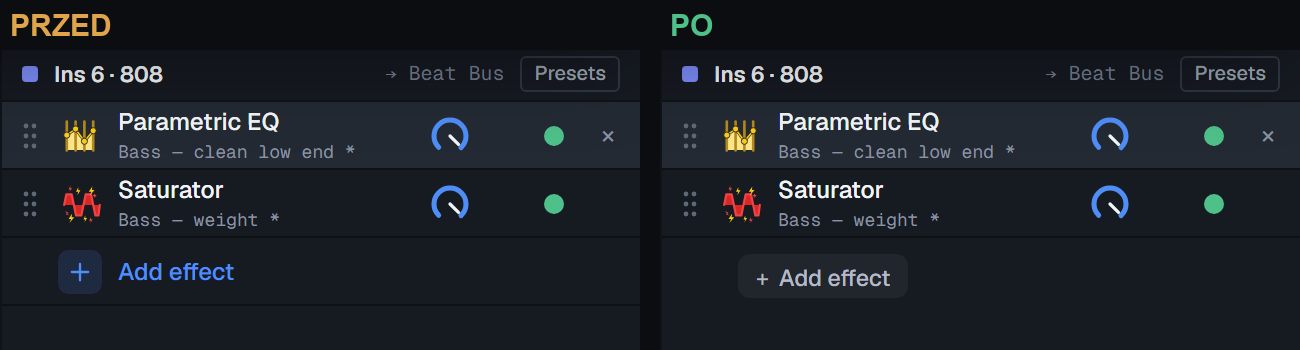 PRZED
Ins 6 · 808 → Beat Bus Presets
Parametric EQ
Bass — clean low end *
×
Saturator
Bass — weight *
+ Add effect
PO
Ins 6 · 808 → Beat Bus Presets
Parametric EQ
Bass — clean low end *
×
Saturator
Bass — weight *
+ Add effect